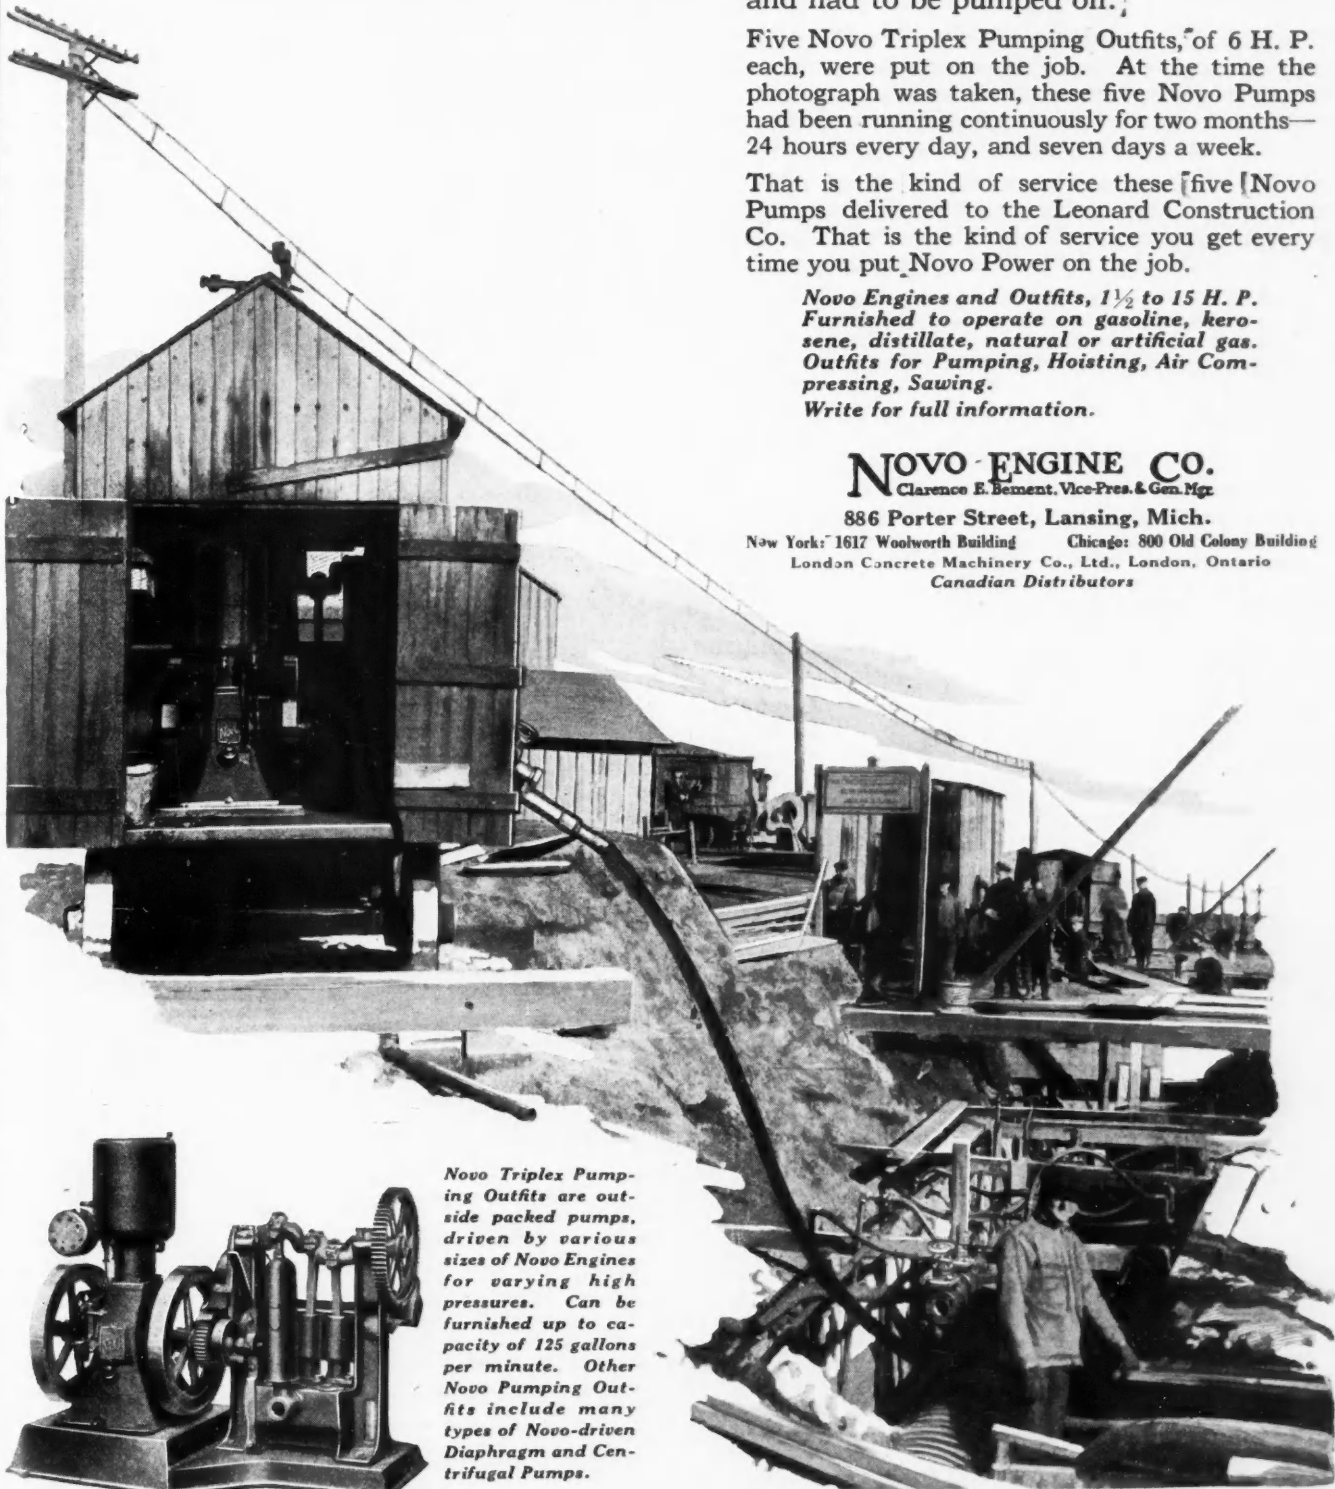 and had to be pumped off.
Five Novo Triplex Pumping Outfits, of 6 H. P.
each, were put on the job. At the time the
photograph was taken, these five Novo Pumps
had been running continuously for two months—
24 hours every day, and seven days a week.
That is the kind of service these five Novo
Pumps delivered to the Leonard Construction
Co. That is the kind of service you get every
time you put Novo Power on the job.
Novo Engines and Outfits, 1½ to 15 H. P.
Furnished to operate on gasoline, kero-
sene, distillate, natural or artificial gas.
Outfits for Pumping, Hoisting, Air Com-
pressing, Sawing.
Write for full information.
NOVO ENGINE CO.
Clarence E. Bement, Vice-Pres. & Gen. Mgr.
886 Porter Street, Lansing, Mich.
New York: 1617 Woolworth Building Chicago: 800 Old Colony Building
London Concrete Machinery Co., Ltd., London, Ontario
Canadian Distributors
Novo
Novo Triplex Pump-
ing Outfits are out-
side packed pumps,
driven by various
sizes of Novo Engines
for varying high
pressures. Can be
furnished up to ca-
pacity of 125 gallons
per minute. Other
Novo Pumping Out-
fits include many
types of Novo-driven
Diaphragm and Cen-
trifugal Pumps.